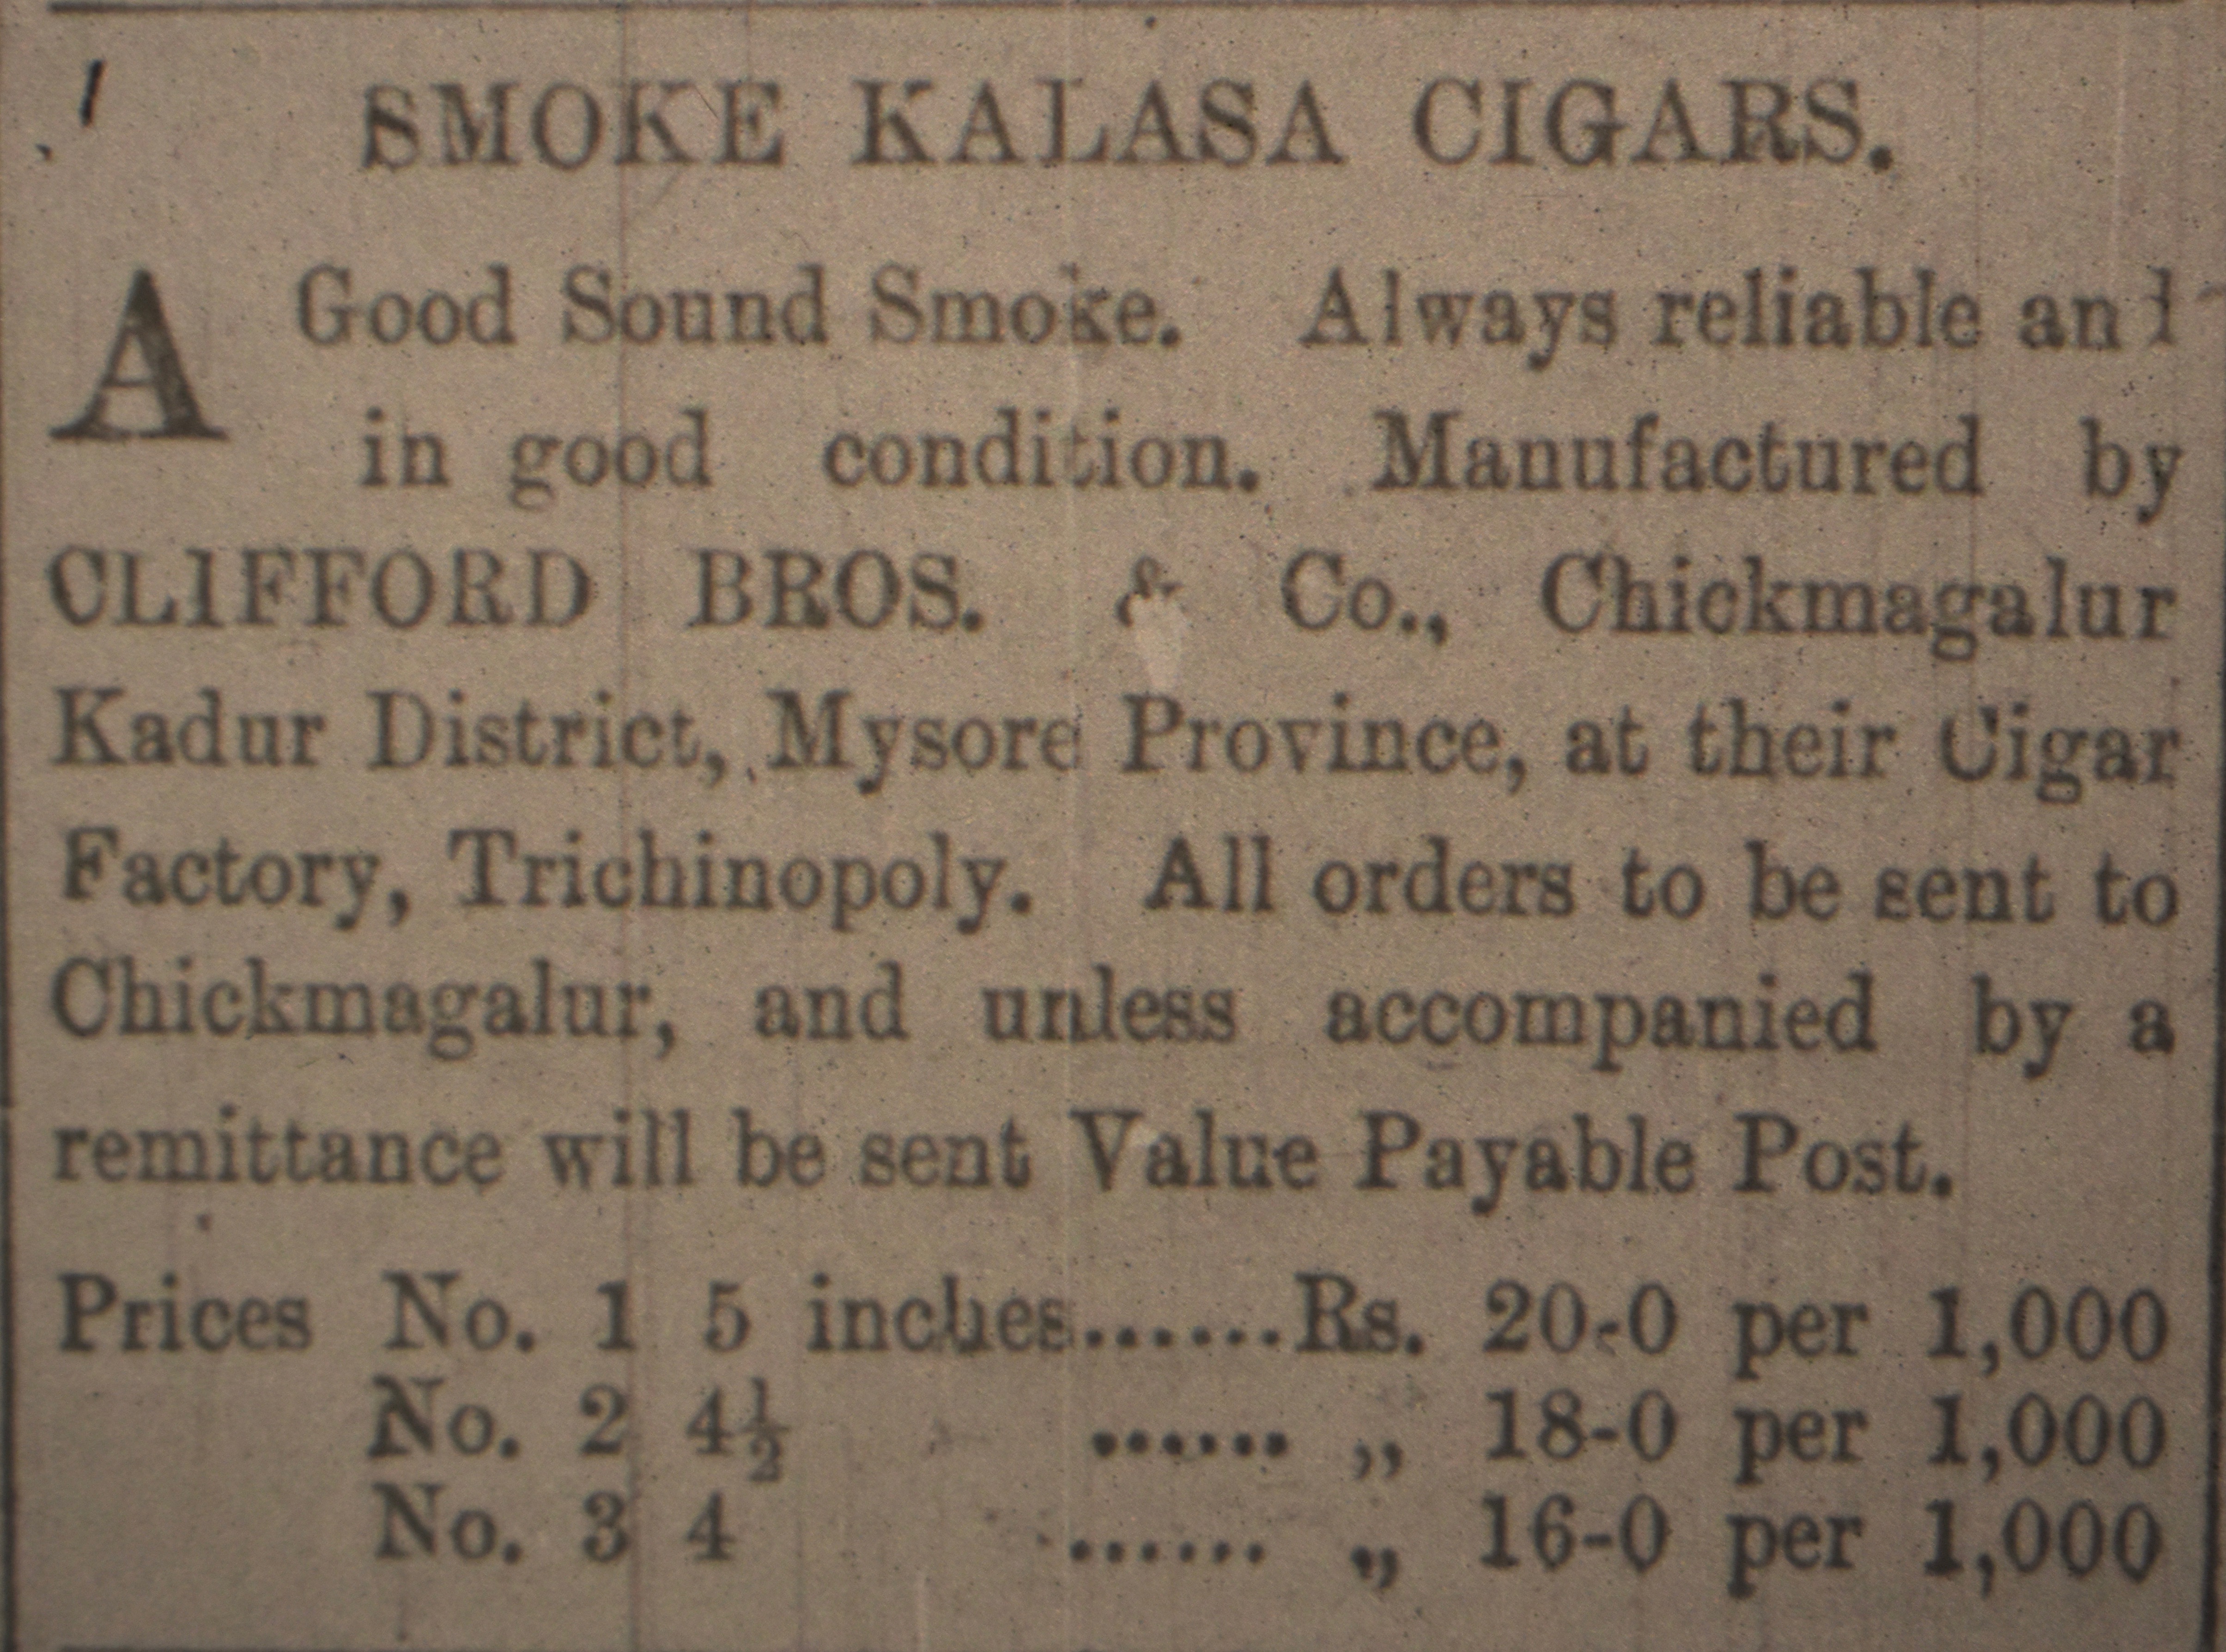 SMOKE KALASA CIGARS.
A Good Sound Smoke. Always reliable and
in good condition. Manufactured by
CLIFFORD BROS. & Co., Chickmagalur
Kadur District, Mysore Province, at their Cigar
Factory, Trichinopoly. All orders to be sent to
Chickmagalur, and unless accompanied by a
remittance will be sent Value Payable Post.
Prices No. 1 5 inches......Rs. 20-0 per 1,000
No. 2 4½ ...... „ 18-0 per 1,000
No. 3 4 ...... „ 16-0 per 1,000